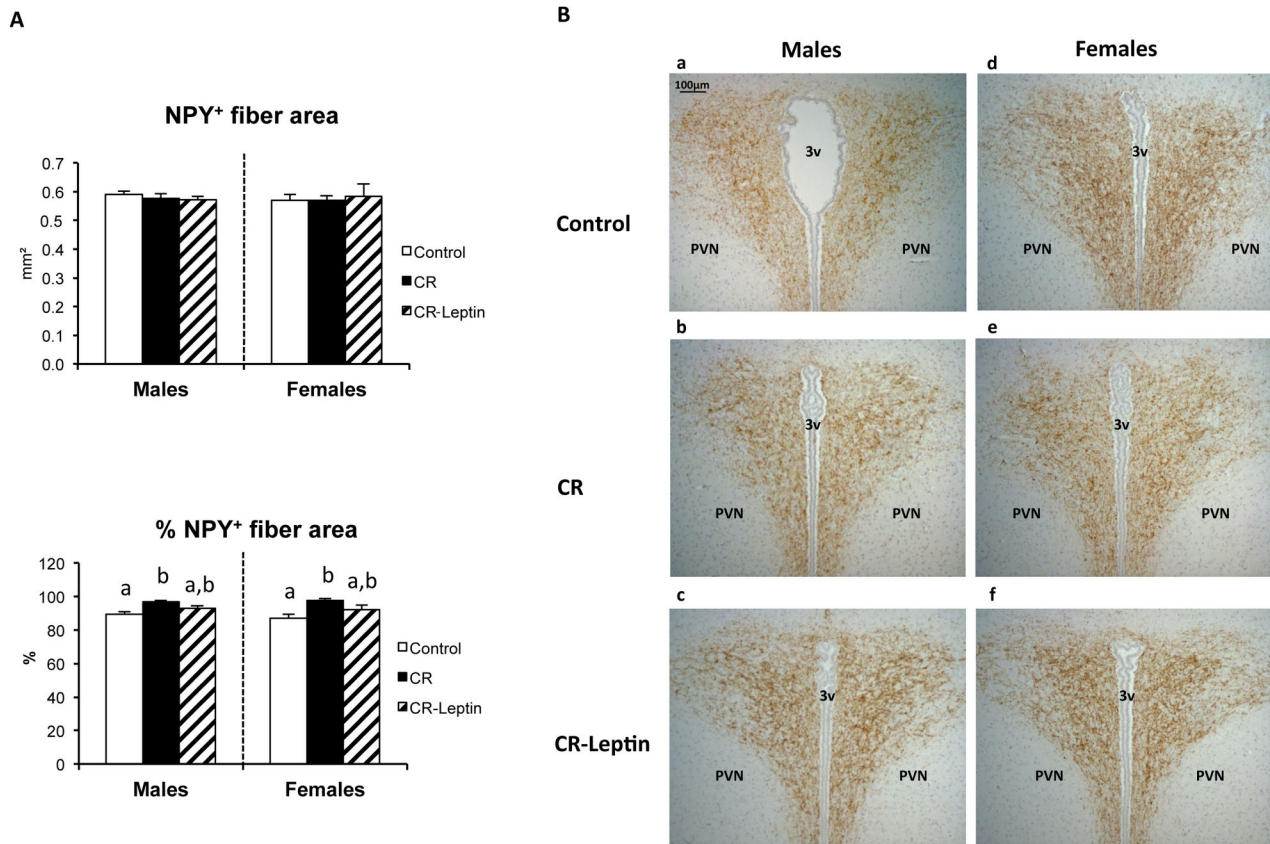 A
NPY⁺ fiber area
0.7
0.6
0.5
0.4
0.3
0.2
0.1
0.0
mm²
Control
CR
CR-Leptin
Males Females
% NPY⁺ fiber area
120
100
80
60
40
20
0
%
a b a,b a b a,b
Control
CR
CR-Leptin
Males Females
B
Males Females
a d
100µm
3v 3v
Control
PVN PVN PVN PVN
b e
3v 3v
CR
PVN PVN PVN PVN
c f
3v 3v
CR-Leptin
PVN PVN PVN PVN